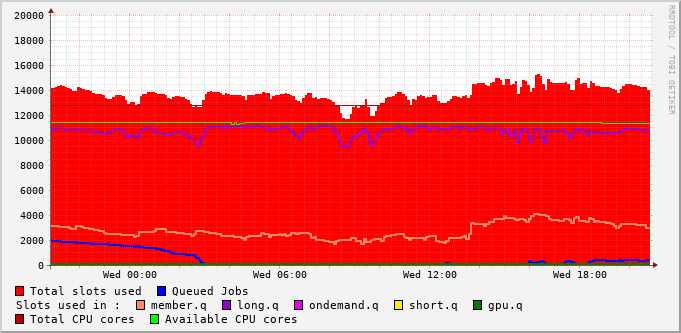 20000
18000
16000
14000
12000
10000
8000
6000
4000
2000
0
Wed 00:00 Wed 06:00 Wed 12:00 Wed 18:00
RRDTOOL / TOBI OETIKER
Total slots used Queued Jobs
Slots used in : member.q long.q ondemand.q short.q gpu.q
Total CPU cores Available CPU cores